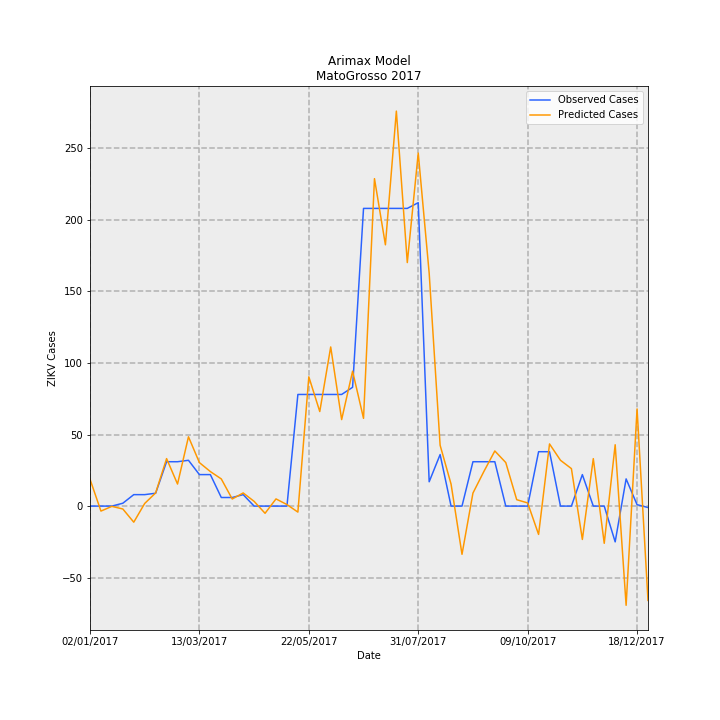 Arimax Model
MatoGrosso 2017
Observed Cases
Predicted Cases
ZIKV Cases
250
200
150
100
50
0
−50
02/01/2017 13/03/2017 22/05/2017 31/07/2017 09/10/2017 18/12/2017
Date